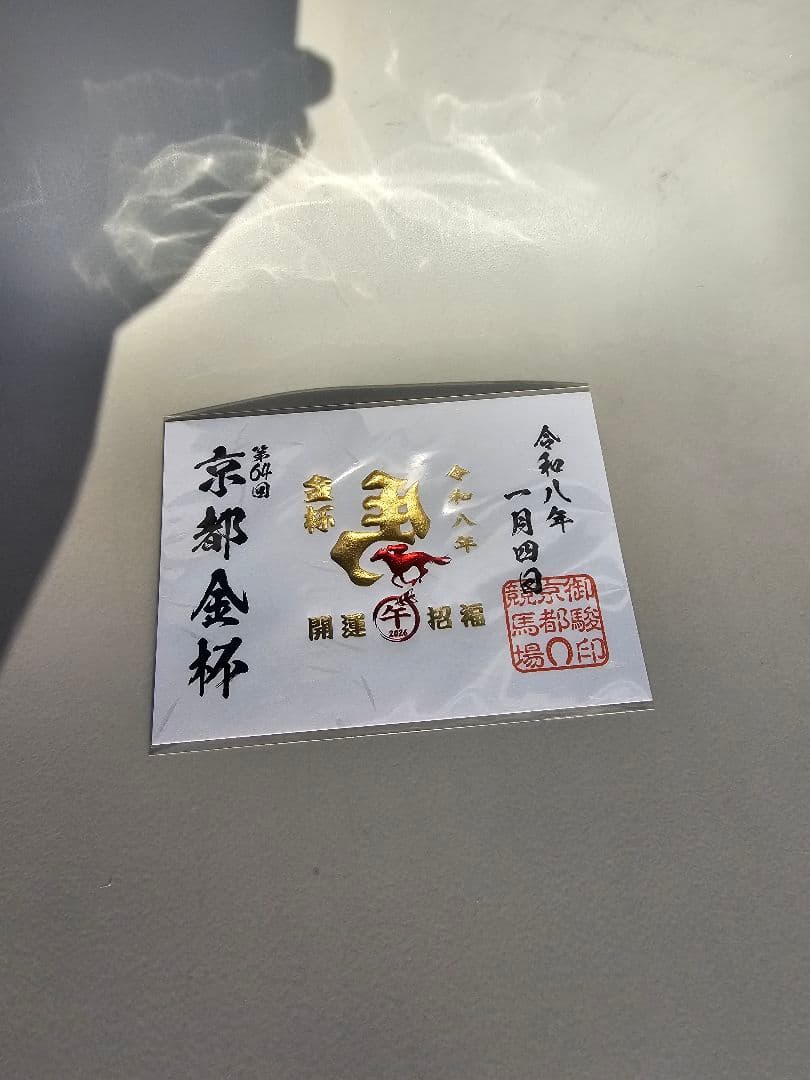 令和八年
一月四日
御駿印
京都
競馬場
令和八年
馬
金杯
開運 午 招福
2026
第64回
京都金杯